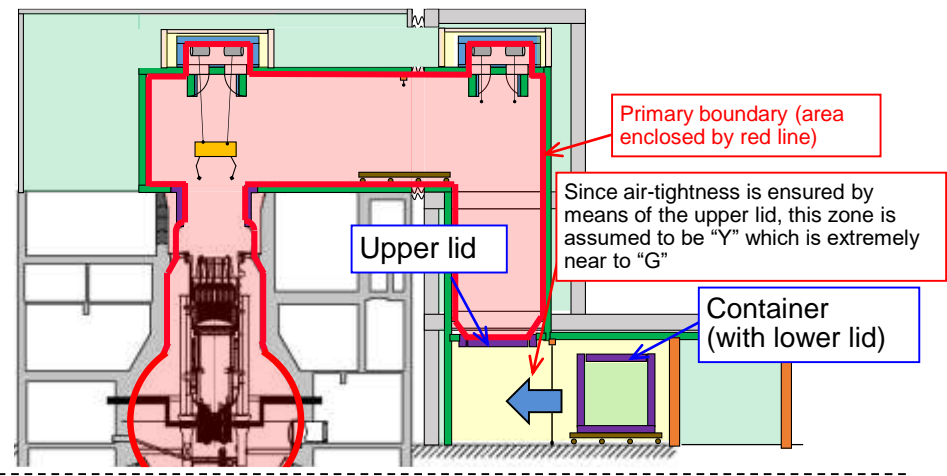 Primary boundary (area
enclosed by red line)
Since air-tightness is ensured by
means of the upper lid, this zone is
assumed to be “Y” which is extremely
near to “G”
Upper lid
Container
(with lower lid)